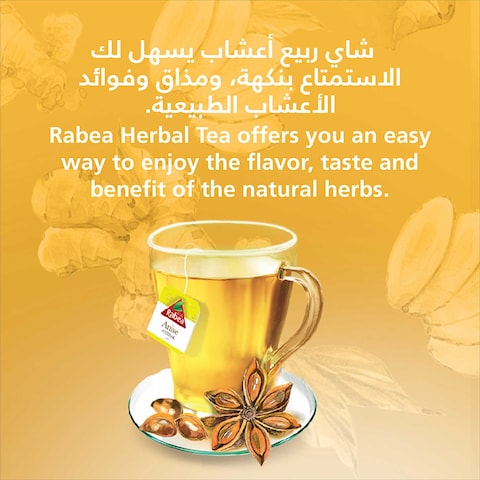 شاي ربيع أعشاب يسهل لك
الاستمتاع بنكهة، ومذاق وفوائد
الأعشاب الطبيعية.
Rabea Herbal Tea offers you an easy
way to enjoy the flavor, taste and
benefit of the natural herbs.
Rabea
Anise